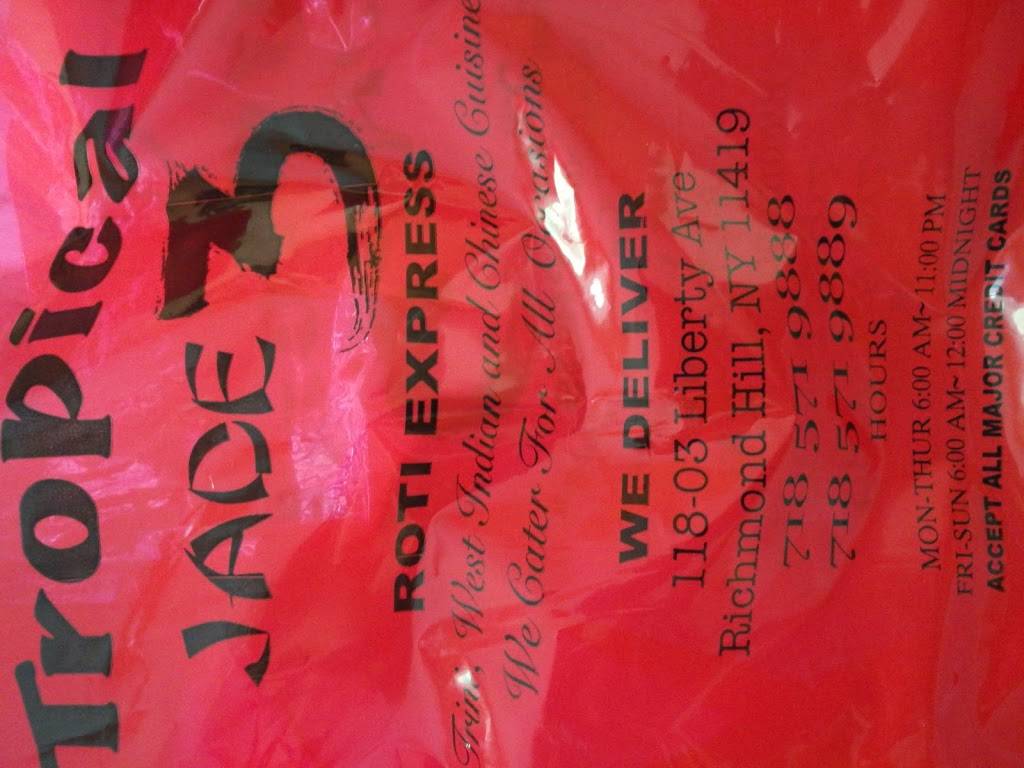 Tropical
JADE 3
ROTI EXPRESS
Trini, West Indian and Chinese Cuisine
We Cater For All Occasions
WE DELIVER
118-03 Liberty Ave
Richmond Hill, NY 11419
718 571 9888
718 571 9889
HOURS
MON-THUR 6:00 AM~ 11:00 PM
FRI-SUN 6:00 AM~ 12:00 MIDNIGHT
ACCEPT ALL MAJOR CREDIT CARDS